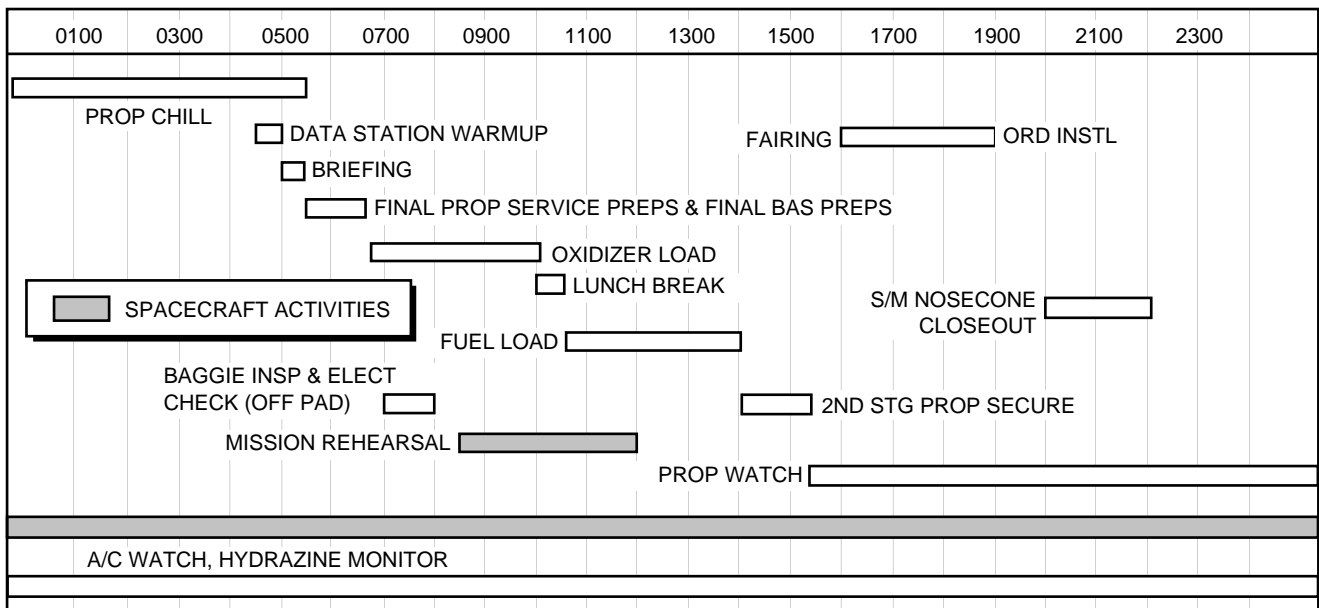 0100 0300 0500 0700 0900 1100 1300 1500 1700 1900 2100 2300
PROP CHILL
DATA STATION WARMUP
FAIRING
ORD INSTL
BRIEFING
FINAL PROP SERVICE PREPS & FINAL BAS PREPS
OXIDIZER LOAD
LUNCH BREAK
SPACECRAFT ACTIVITIES
S/M NOSECONE
CLOSEOUT
FUEL LOAD
BAGGIE INSP & ELECT
CHECK (OFF PAD)
2ND STG PROP SECURE
MISSION REHEARSAL
PROP WATCH
A/C WATCH, HYDRAZINE MONITOR